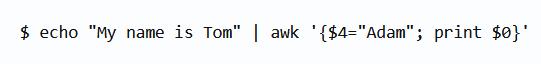 $ echo "My name is Tom" | awk '{$4="Adam"; print $0}'